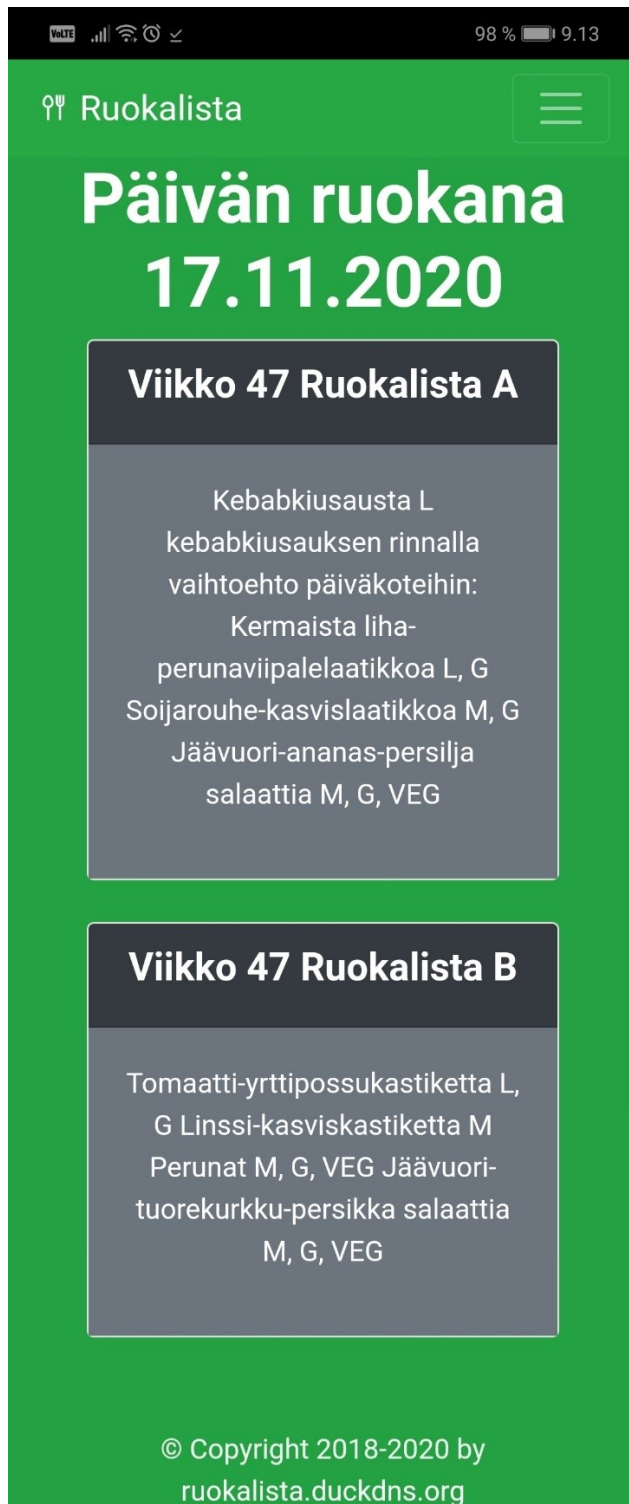 VoLTE 98 % 9.13
Ruokalista
Päivän ruokana
17.11.2020
Viikko 47 Ruokalista A
Kebabkiusausta L
kebabkiusauksen rinnalla
vaihtoehto päiväkoteihin:
Kermaista liha-
perunaviipalelaatikkoa L, G
Soijarouhe-kasvislaatikkoa M, G
Jäävuori-ananas-persilja
salaattia M, G, VEG
Viikko 47 Ruokalista B
Tomaatti-yrttipossukastiketta L,
G Linssi-kasviskastiketta M
Perunat M, G, VEG Jäävuori-
tuorekurkku-persikka salaattia
M, G, VEG
© Copyright 2018-2020 by
ruokalista.duckdns.org